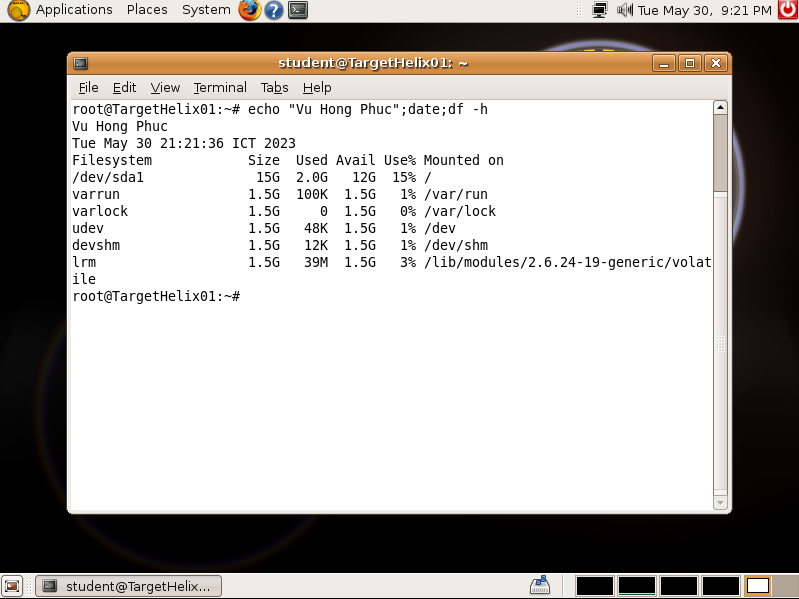 Applications Places System Tue May 30, 9:21 PM
student@TargetHelix01: ~
File Edit View Terminal Tabs Help
root@TargetHelix01:~# echo "Vu Hong Phuc";date;df -h
Vu Hong Phuc
Tue May 30 21:21:36 ICT 2023
Filesystem Size Used Avail Use% Mounted on
/dev/sda1 15G 2.0G 12G 15% /
varrun 1.5G 100K 1.5G 1% /var/run
varlock 1.5G 0 1.5G 0% /var/lock
udev 1.5G 48K 1.5G 1% /dev
devshm 1.5G 12K 1.5G 1% /dev/shm
lrm 1.5G 39M 1.5G 3% /lib/modules/2.6.24-19-generic/volat
ile
root@TargetHelix01:~#
student@TargetHelix...